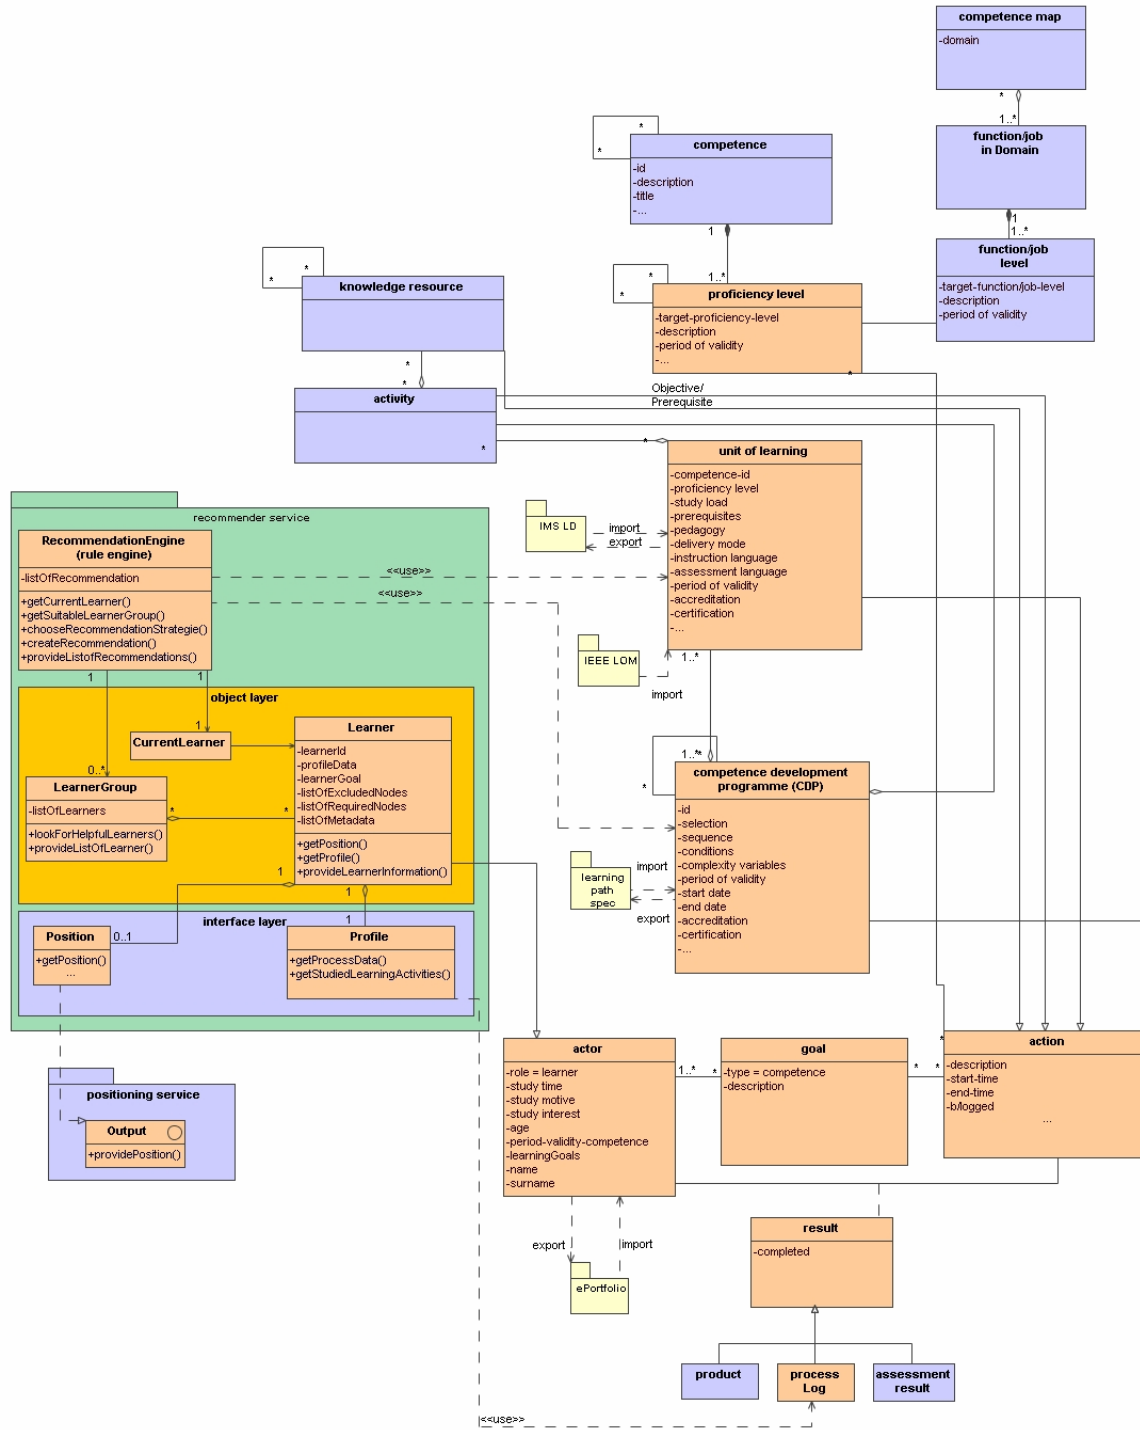 competence map
-domain
*
1..*
function/job
in Domain
1
1..*
function/job
level
-target-function/job-level
-description
-period of validity
*
*
competence
-id
-description
-title
-...
1
1..*
*
*
proficiency level
-target-proficiency-level
-description
-period of validity
-...
*
*
*
knowledge resource
*
*
activity
*
Objective/
Prerequisite
*
unit of learning
-competence-id
-proficiency level
-study load
-prerequisites
-pedagogy
-delivery mode
-instruction language
-assessment language
-period of validity
-accreditation
-certification
-...
1..*
IMS LD
import
export
IEEE LOM
import
recommender service
RecommendationEngine
(rule engine)
-listOfRecommendation
+getCurrentLearner()
+getSuitableLearnerGroup()
+chooseRecommendationStrategie()
+createRecommendation()
+provideListofRecommendations()
<<use>>
<<use>>
1
1
object layer
1
CurrentLearner
0..*
LearnerGroup
-listOfLearners
+lookForHelpfulLearners()
+provideListOfLearner()
*
*
Learner
-learnerId
-profileData
-learnerGoal
-listOfExcludedNodes
-listOfRequiredNodes
-listOfMetadata
+getPosition()
+getProfile()
+provideLearnerInformation()
1
1
1..**
*
competence development
programme (CDP)
-id
-selection
-sequence
-conditions
-complexity variables
-period of validity
-start date
-end date
-accreditation
-certification
-...
learning
path
spec
import
export
interface layer
1
0..1
Position
+getPosition()
...
Profile
+getProcessData()
+getStudiedLearningActivities()
positioning service
Output
+providePosition()
actor
-role = learner
-study time
-study motive
-study interest
-age
-period-validity-competence
-learningGoals
-name
-surname
1..*
*
goal
-type = competence
-description
*
*
*
action
-description
-start-time
-end-time
-b/logged
...
export
import
ePortfolio
result
-completed
product
process
Log
assessment
result
<<use>>